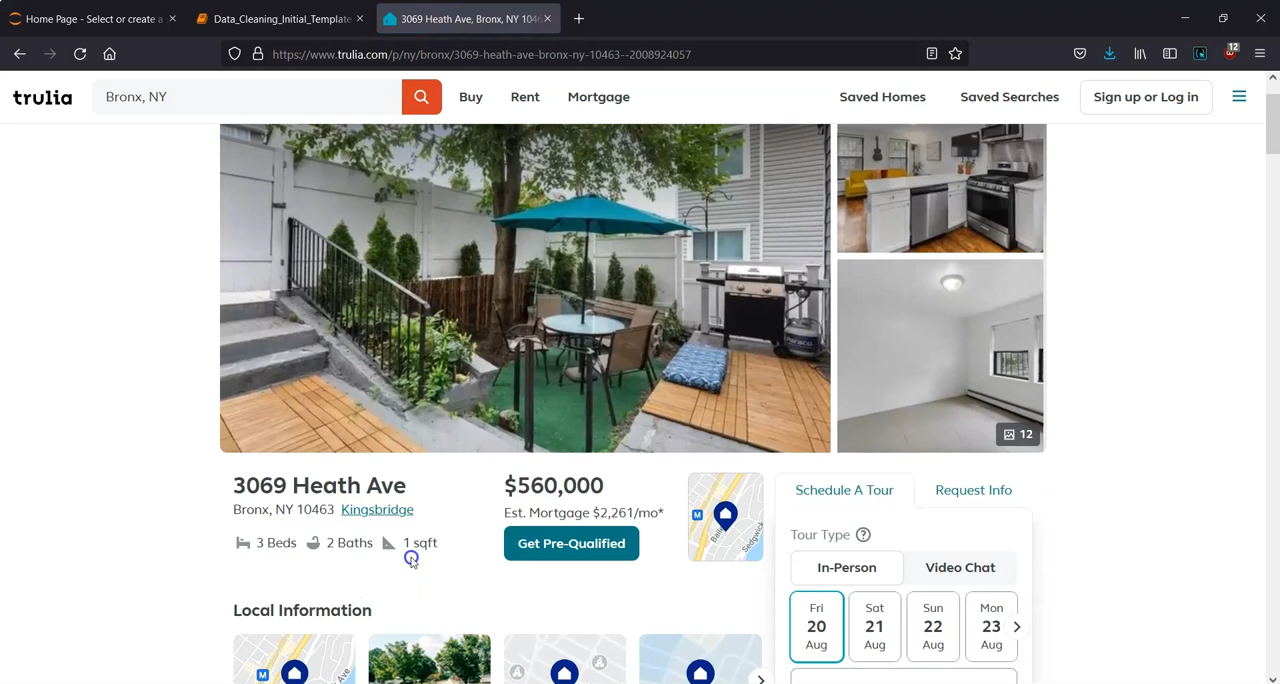 Home Page - Select or create a
Data_Cleaning_Initial_Template
3069 Heath Ave, Bronx, NY 1046
https://www.trulia.com/p/ny/bronx/3069-heath-ave-bronx-ny-10463--2008924057
12
trulia
Bronx, NY
Buy
Rent
Mortgage
Saved Homes
Saved Searches
Sign up or Log in
12
3069 Heath Ave
Bronx, NY 10463 Kingsbridge
3 Beds 2 Baths 1 sqft
$560,000
Est. Mortgage $2,261/mo*
Get Pre-Qualified
M
Sedgwick
Schedule A Tour
Request Info
Tour Type ?
In-Person
Video Chat
Fri
20
Aug
Sat
21
Aug
Sun
22
Aug
Mon
23
Aug
Local Information
M